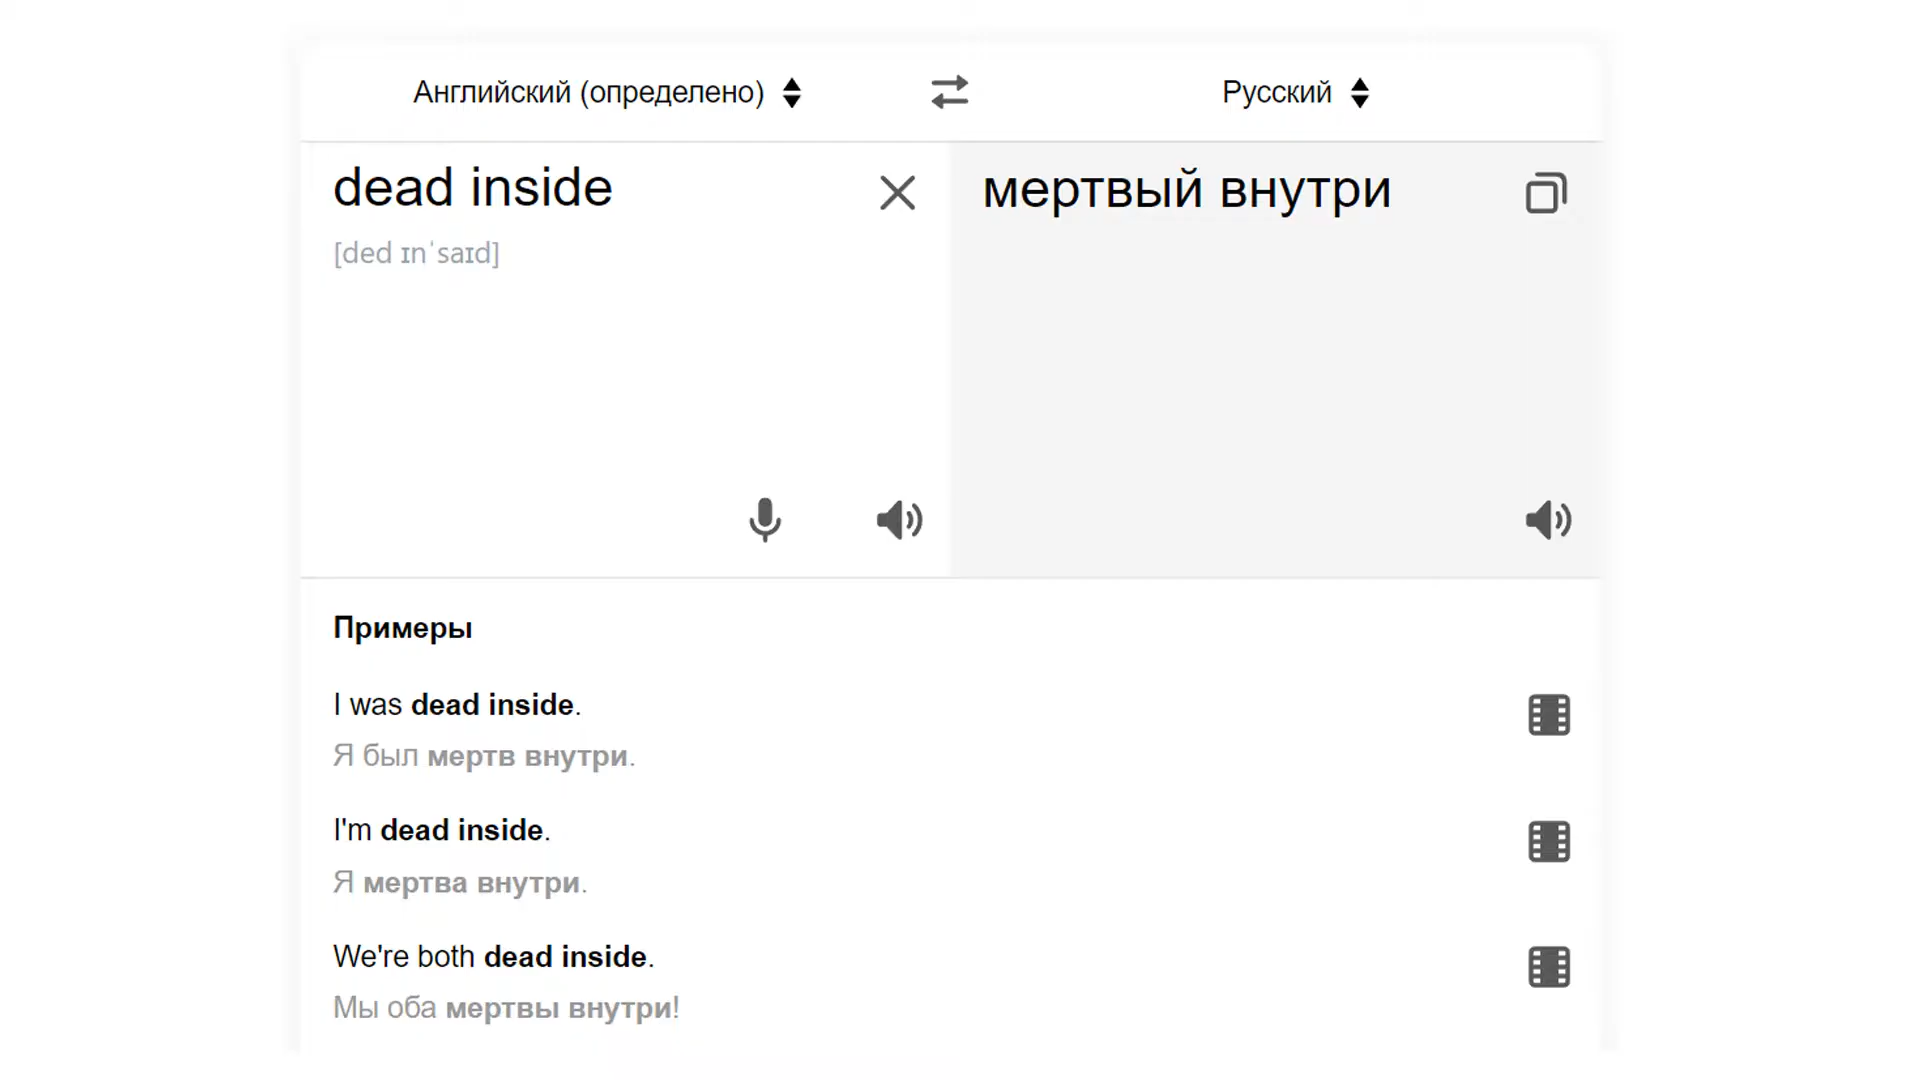 Английский (определено)
Русский
dead inside
мертвый внутри
[ded ɪnˈsaɪd]
Примеры
I was dead inside.
Я был мертв внутри.
I'm dead inside.
Я мертва внутри.
We're both dead inside.
Мы оба мертвы внутри!